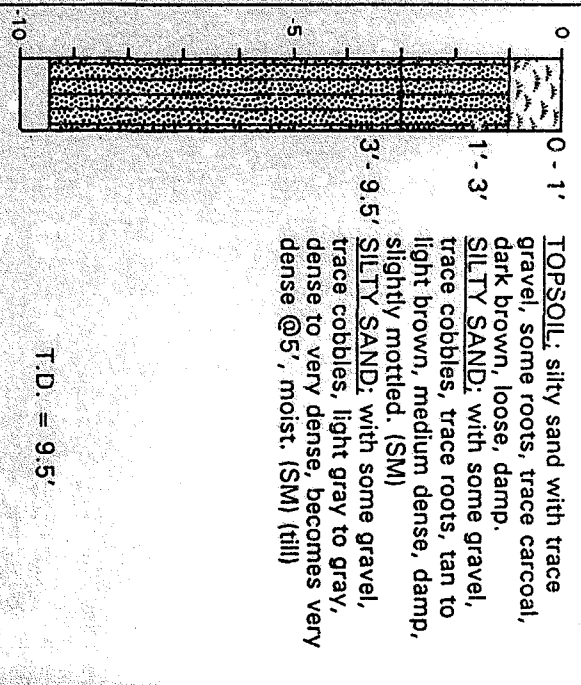 0
-5
-10
0 - 1'
TOPSOIL; silty sand with trace
gravel, some roots, trace carcoal,
dark brown, loose, damp.
1'- 3'
SILTY SAND; with some gravel,
trace cobbles, trace roots, tan to
light brown, medium dense, damp,
slightly mottled. (SM)
3'- 9.5'
SILTY SAND; with some gravel,
trace cobbles, light gray to gray,
dense to very dense, becomes very
dense @5', moist. (SM) (till)
T.D. = 9.5'